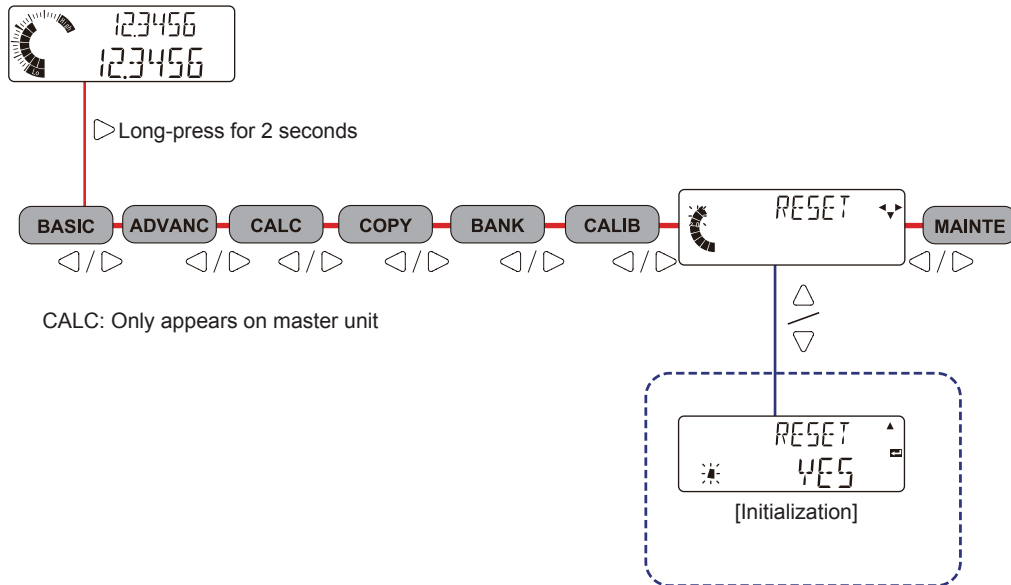 12.3456
12.3456
Lo
Long-press for 2 seconds
BASIC ADVANC CALC COPY BANK CALIB RESET MAINTE
/ / / / / / /
CALC: Only appears on master unit
RESET
YES
[Initialization]